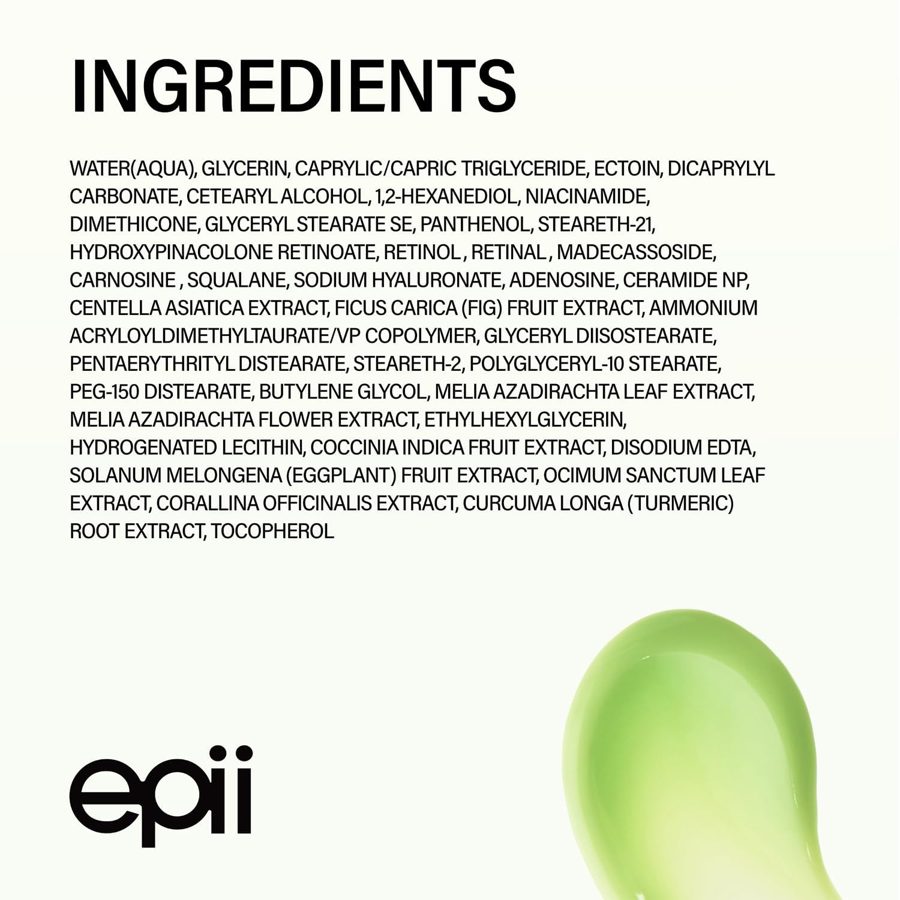 INGREDIENTS
WATER(AQUA), GLYCERIN, CAPRYLIC/CAPRIC TRIGLYCERIDE, ECTOIN, DICAPRYLYL
CARBONATE, CETEARYL ALCOHOL, 1,2-HEXANEDIOL, NIACINAMIDE,
DIMETHICONE, GLYCERYL STEARATE SE, PANTHENOL, STEARETH-21,
HYDROXYPINACOLONE RETINOATE, RETINOL , RETINAL , MADECASSOSIDE,
CARNOSINE , SQUALANE, SODIUM HYALURONATE, ADENOSINE, CERAMIDE NP,
CENTELLA ASIATICA EXTRACT, FICUS CARICA (FIG) FRUIT EXTRACT, AMMONIUM
ACRYLOYLDIMETHYLTAURATE/VP COPOLYMER, GLYCERYL DIISOSTEARATE,
PENTAERYTHRITYL DISTEARATE, STEARETH-2, POLYGLYCERYL-10 STEARATE,
PEG-150 DISTEARATE, BUTYLENE GLYCOL, MELIA AZADIRACHTA LEAF EXTRACT,
MELIA AZADIRACHTA FLOWER EXTRACT, ETHYLHEXYLGLYCERIN,
HYDROGENATED LECITHIN, COCCINIA INDICA FRUIT EXTRACT, DISODIUM EDTA,
SOLANUM MELONGENA (EGGPLANT) FRUIT EXTRACT, OCIMUM SANCTUM LEAF
EXTRACT, CORALLINA OFFICINALIS EXTRACT, CURCUMA LONGA (TURMERIC)
ROOT EXTRACT, TOCOPHEROL
epii